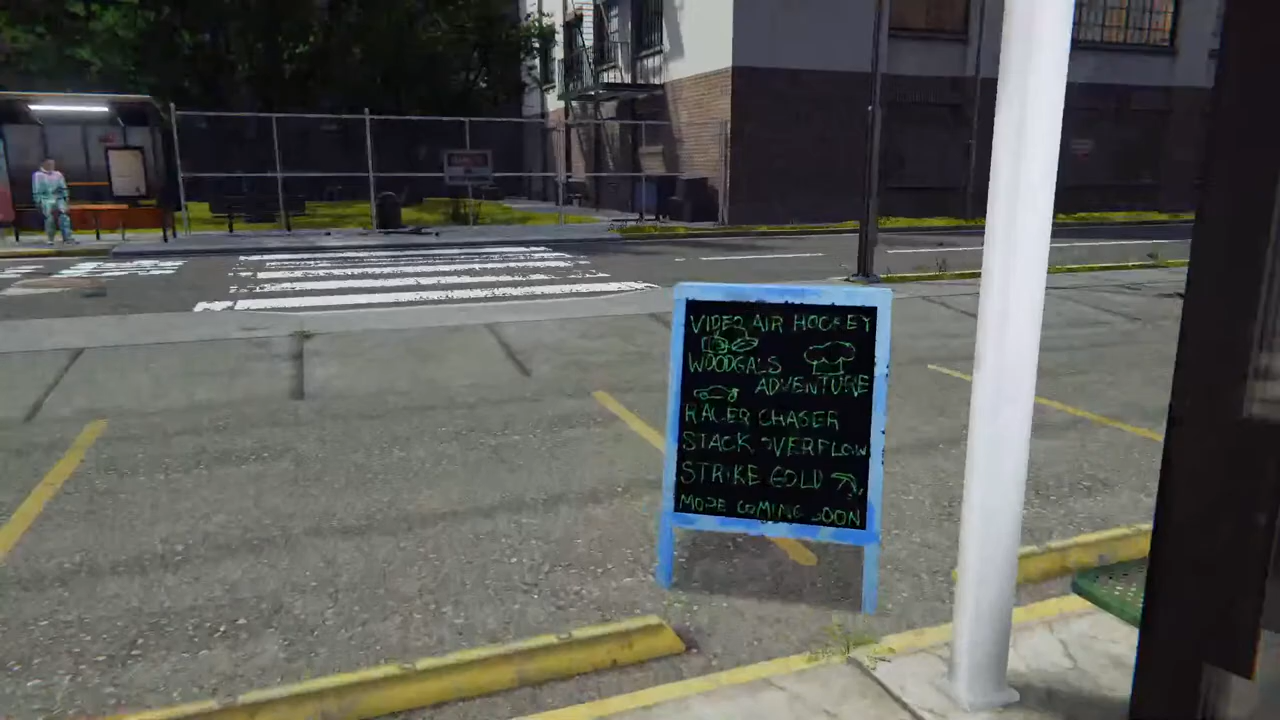 VIDEO AIR HOCKEY
WOODGALS
ADVENTURE
RACER CHASER
STACK OVERFLOW
STRIKE GOLD
MORE COMING SOON